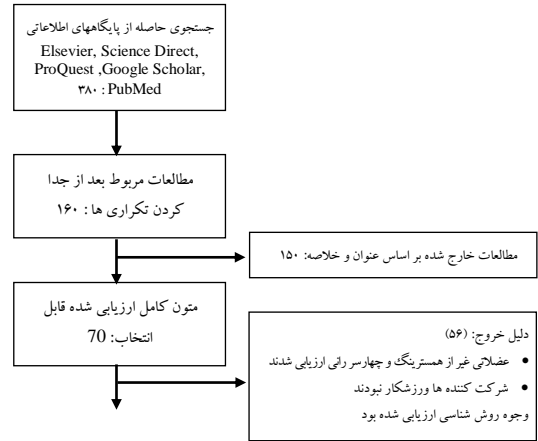 جستجوی حاصله از پایگاههای اطلاعاتی
Elsevier, Science Direct,
ProQuest ,Google Scholar,
PubMed : ۳۸۰
مطالعات مربوط بعد از جدا
کردن تکراری ها : ۱۶۰
مطالعات خارج شده بر اساس عنوان و خلاصه: ۱۵۰
متون کامل ارزیابی شده قابل
انتخاب: 70
دلیل خروج: (۵۶)
• عضلاتی غیر از همسترینگ و چهارسر رانی ارزیابی شدند
• شرکت کننده ها ورزشکار نبودند
وجوه روش شناسی ارزیابی شده بود